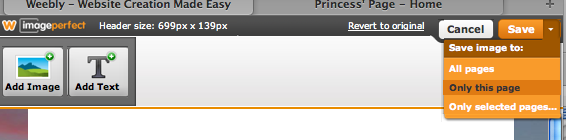 Weebly - Website Creation Made Easy
Princess' Page - Home
W imageperfect
Header size: 699px x 139px
Revert to original
Cancel
Save
Save image to:
All pages
Only this page
Only selected pages...
Add Image
Add Text